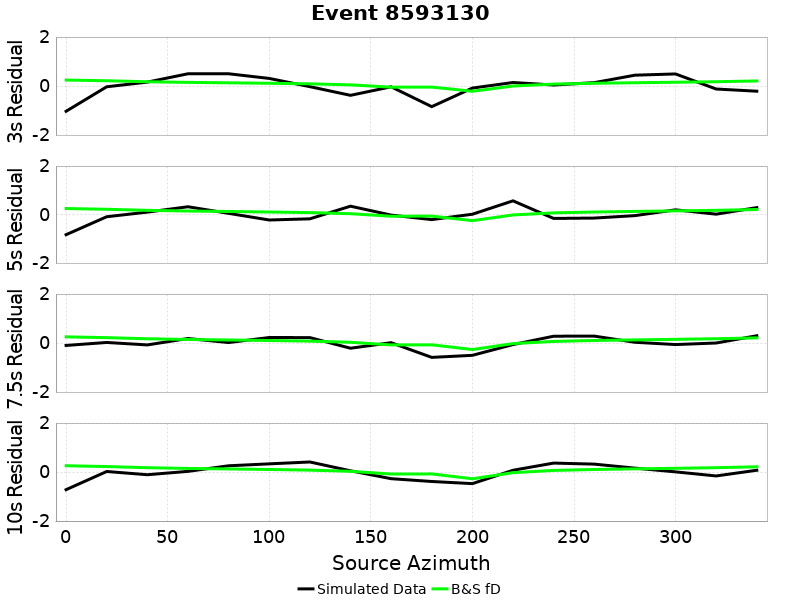 Event 8593130
3s Residual
2
0
-2
5s Residual
2
0
-2
7.5s Residual
2
0
-2
10s Residual
2
0
-2
0 50 100 150 200 250 300
Source Azimuth
Simulated Data B&S fD